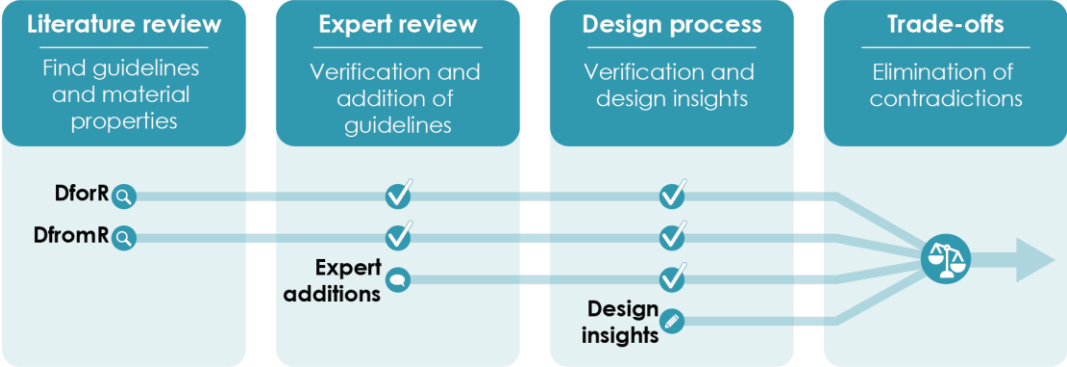 Literature review
Find guidelines
and material
properties
Expert review
Verification and
addition of
guidelines
Design process
Verification and
design insights
Trade-offs
Elimination of
contradictions
DforR
DfromR
Expert
additions
Design
insights